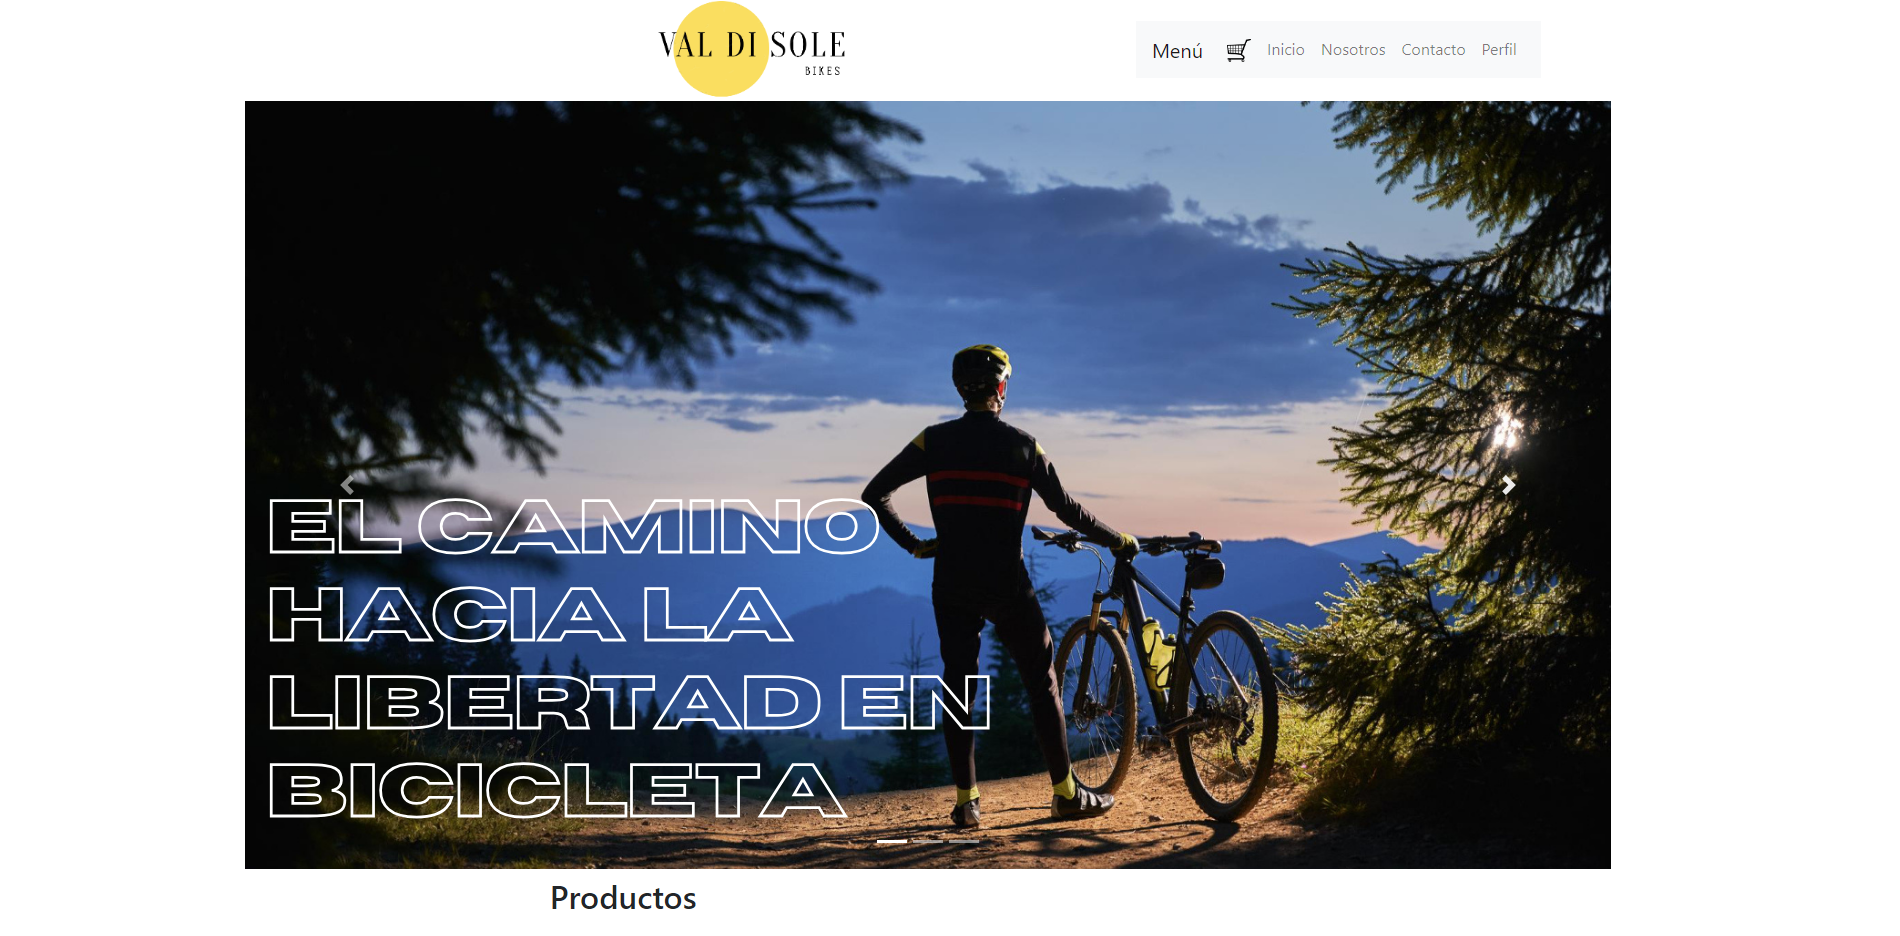 VAL DI SOLE
BIKES
Menú Inicio Nosotros Contacto Perfil
EL CAMINO
HACIA LA
LIBERTAD EN
BICICLETA
Productos